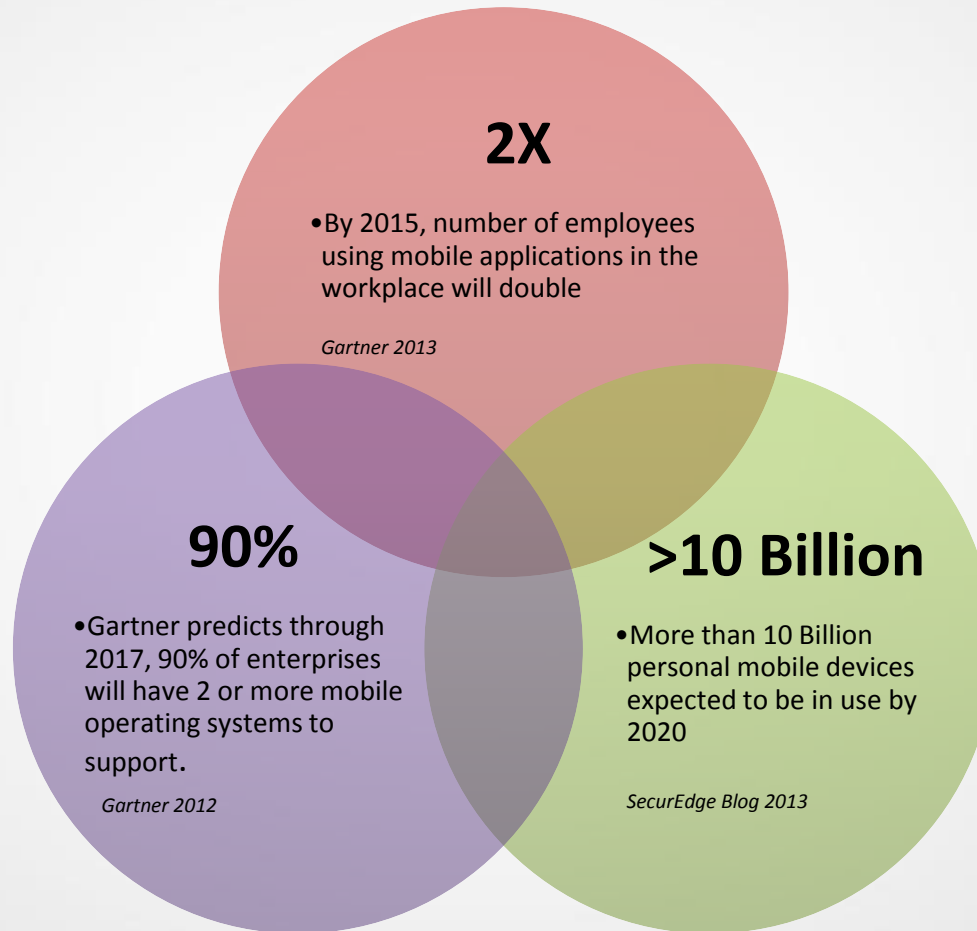 2X
•By 2015, number of employees
using mobile applications in the
workplace will double
Gartner 2013
90%
•Gartner predicts through
2017, 90% of enterprises
will have 2 or more mobile
operating systems to
support.
Gartner 2012
>10 Billion
•More than 10 Billion
personal mobile devices
expected to be in use by
2020
SecurEdge Blog 2013